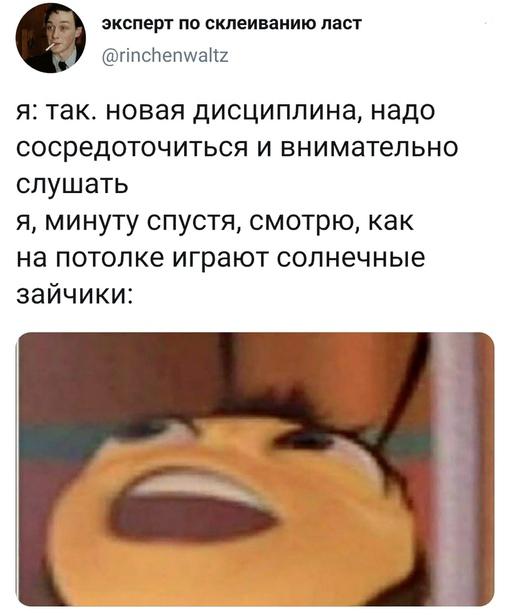 эксперт по склеиванию ласт
@rinchenwaltz
я: так. новая дисциплина, надо
сосредоточиться и внимательно
слушать
я, минуту спустя, смотрю, как
на потолке играют солнечные
зайчики: